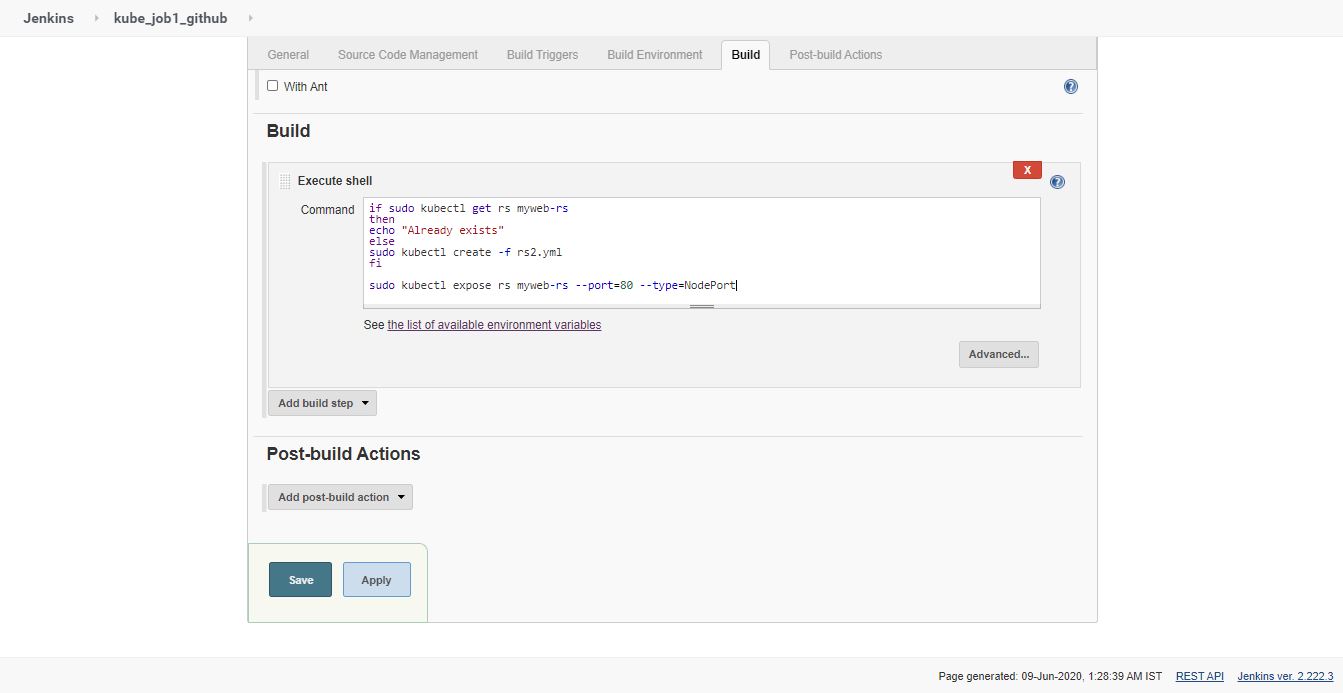 Jenkins kube_job1_github
General Source Code Management Build Triggers Build Environment Build Post-build Actions
With Ant
Build
X
Execute shell
Command
if sudo kubectl get rs myweb-rs
then
echo "Already exists"
else
sudo kubectl create -f rs2.yml
fi
sudo kubectl expose rs myweb-rs --port=80 --type=NodePort
See the list of available environment variables
Advanced...
Add build step
Post-build Actions
Add post-build action
Save Apply
Page generated: 09-Jun-2020, 1:28:39 AM IST REST API Jenkins ver. 2.222.3